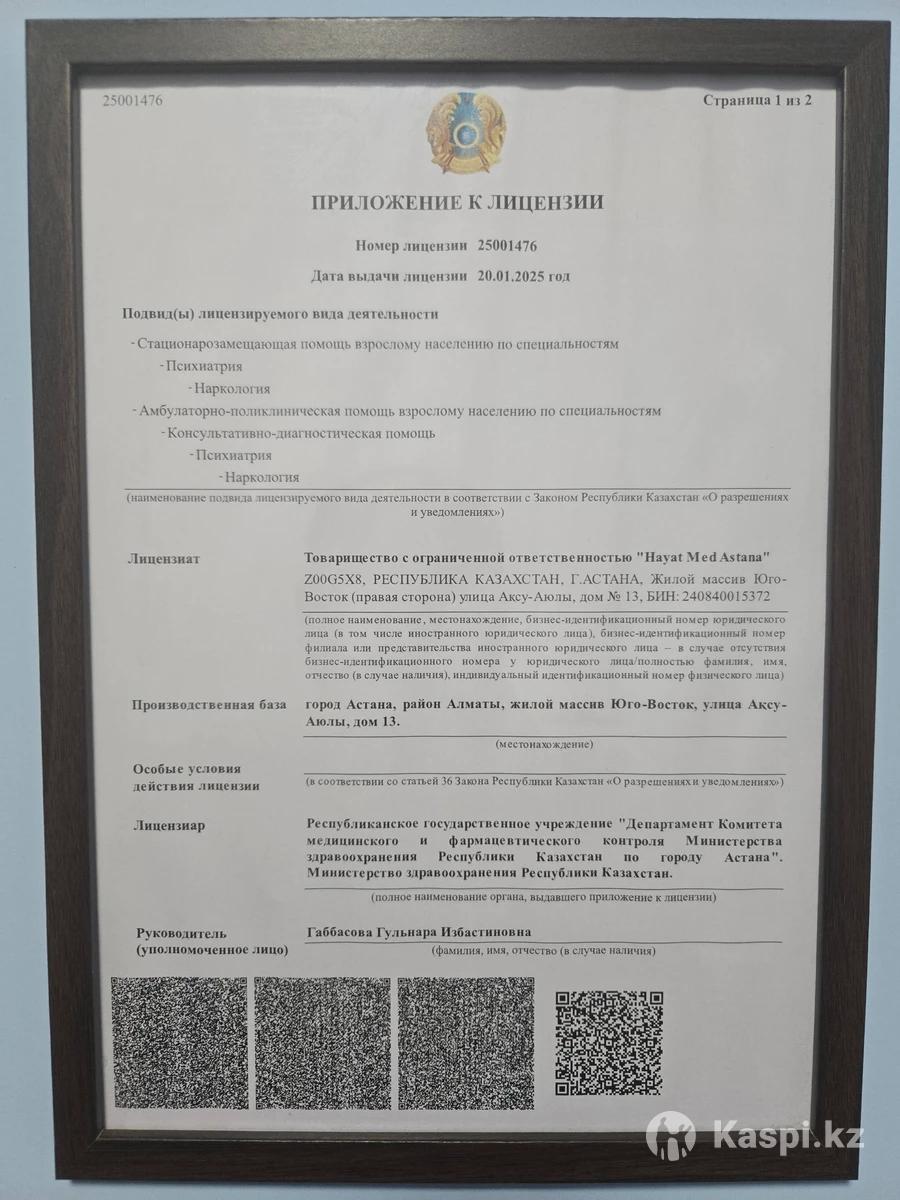 25001476
Страница 1 из 2
ПРИЛОЖЕНИЕ К ЛИЦЕНЗИИ
Номер лицензии 25001476
Дата выдачи лицензии 20.01.2025 год
Подвид(ы) лицензируемого вида деятельности
- Стационарозамещающая помощь взрослому населению по специальностям
- Психиатрия
- Наркология
- Амбулаторно-поликлиническая помощь взрослому населению по специальностям
- Консультативно-диагностическая помощь
- Психиатрия
- Наркология
(наименование подвида лицензируемого вида деятельности в соответствии с Законом Республики Казахстан «О разрешениях
и уведомлениях»)
Лицензиат
Товарищество с ограниченной ответственностью "Hayat Med Astana"
Z00G5X8, РЕСПУБЛИКА КАЗАХСТАН, Г.АСТАНА, Жилой массив Юго-
Восток (правая сторона) улица Ақсу-Аюлы, дом № 13, БИН: 240840015372
(полное наименование, местонахождение, бизнес-идентификационный номер юридического
лица (в том числе иностранного юридического лица), бизнес-идентификационный номер
филиала или представительства иностранного юридического лица – в случае отсутствия
бизнес-идентификационного номера у юридического лица/полностью фамилия, имя,
отчество (в случае наличия), индивидуальный идентификационный номер физического лица)
Производственная база
город Астана, район Алматы, жилой массив Юго-Восток, улица Ақсу-
Аюлы, дом 13.
(местонахождение)
Особые условия
действия лицензии
(в соответствии со статьей 36 Закона Республики Казахстан «О разрешениях и уведомлениях»)
Лицензиар
Республиканское государственное учреждение "Департамент Комитета
медицинского и фармацевтического контроля Министерства
здравоохранения Республики Казахстан по городу Астана".
Министерство здравоохранения Республики Казахстан.
(полное наименование органа, выдавшего приложение к лицензии)
Руководитель
(уполномоченное лицо)
Габбасова Гульнара Избастиновна
(фамилия, имя, отчество (в случае наличия)
Kaspi.kz